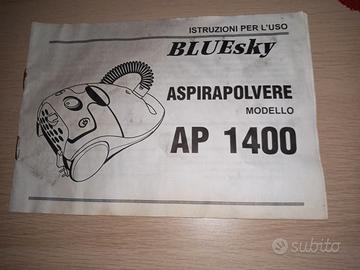 ISTRUZIONI PER L'USO
BLUEsky
ASPIRAPOLVERE
MODELLO
AP 1400
subito